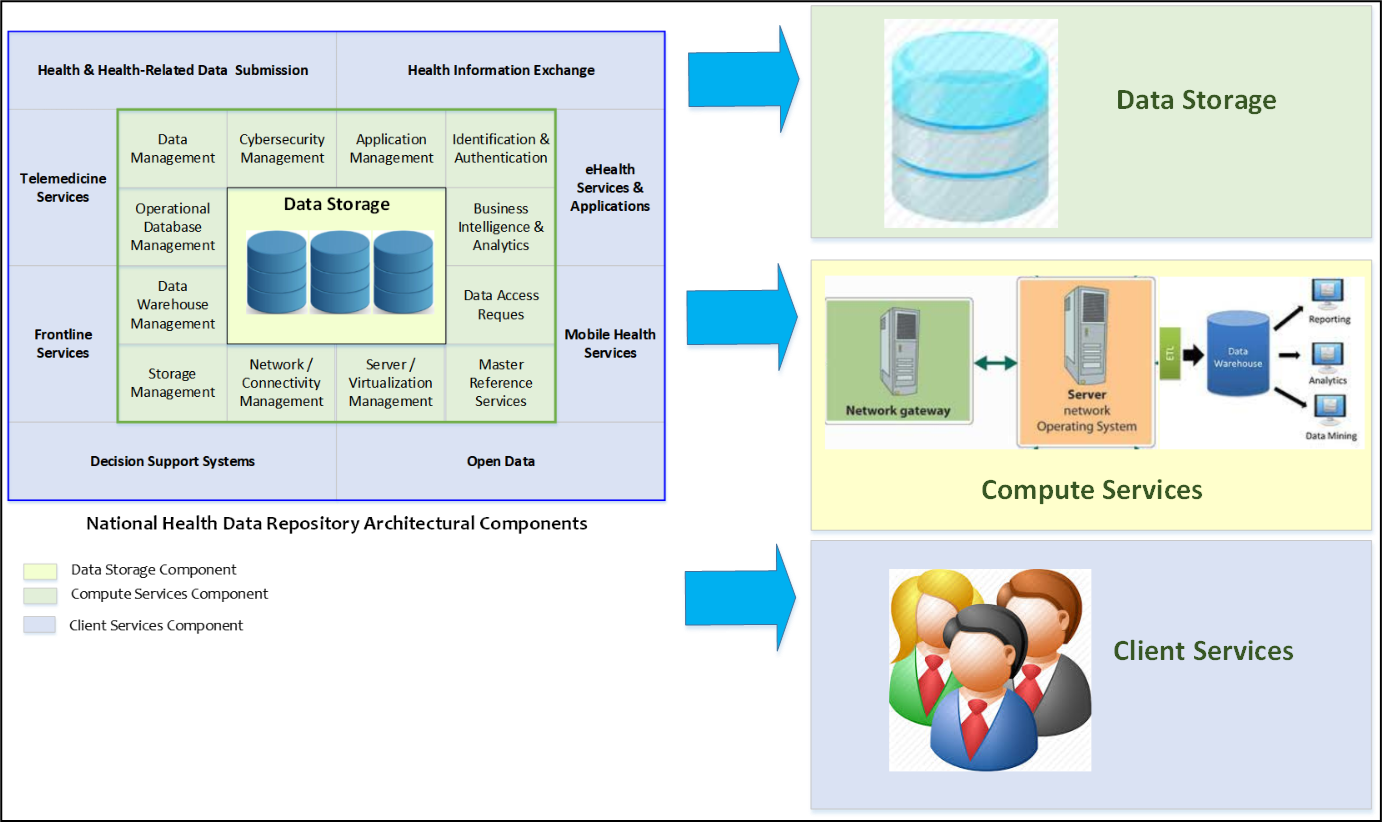 Health & Health-Related Data Submission
Health Information Exchange
Telemedicine
Services
Data
Management
Cybersecurity
Management
Application
Management
Identification &
Authentication
eHealth
Services &
Applications
Operational
Database
Management
Data Storage
Business
Intelligence &
Analytics
Frontline
Services
Data
Warehouse
Management
Data Access
Reques
Mobile Health
Services
Storage
Management
Network /
Connectivity
Management
Server /
Virtualization
Management
Master
Reference
Services
Decision Support Systems
Open Data
National Health Data Repository Architectural Components
Data Storage Component
Compute Services Component
Client Services Component
Data Storage
Network gateway
Server
network
Operating System
ETL
Data
Warehouse
Reporting
Analytics
Data Mining
Compute Services
Client Services